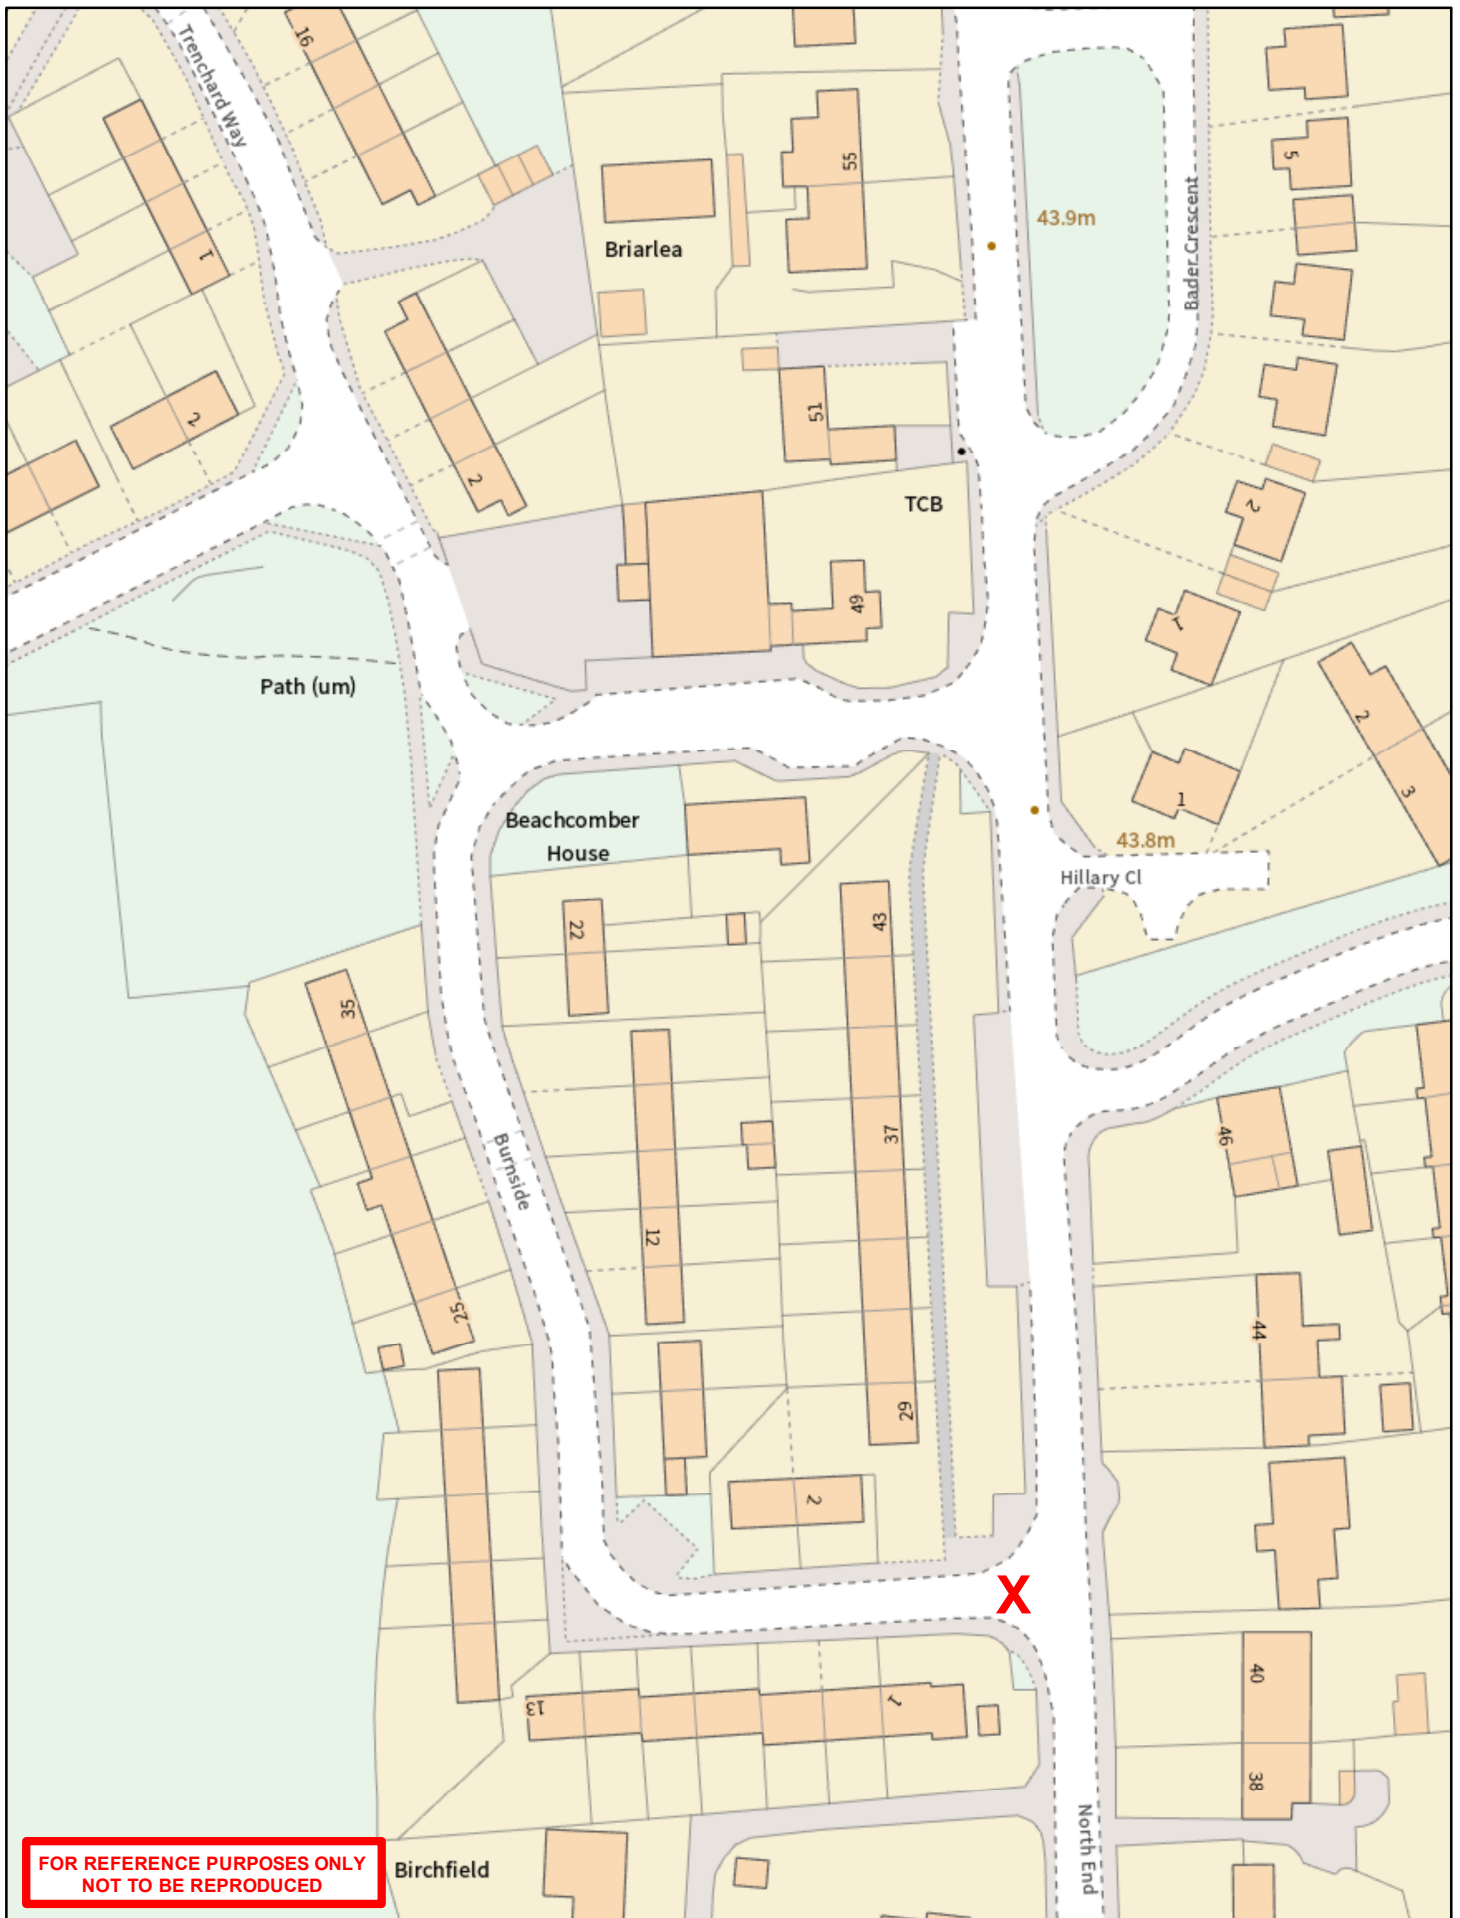 16
Trenchard Way
55
5
1
43.9m
Briarlea
Bader Crescent
2
51
2
TCB
2
49
1
Path (um)
2
1
3
Beachcomber
House
43.8m
Hillary Cl
22
43
35
37
46
Burnside
12
25
44
29
2
X
13
1
40
38
North End
FOR REFERENCE PURPOSES ONLY
NOT TO BE REPRODUCED
Birchfield